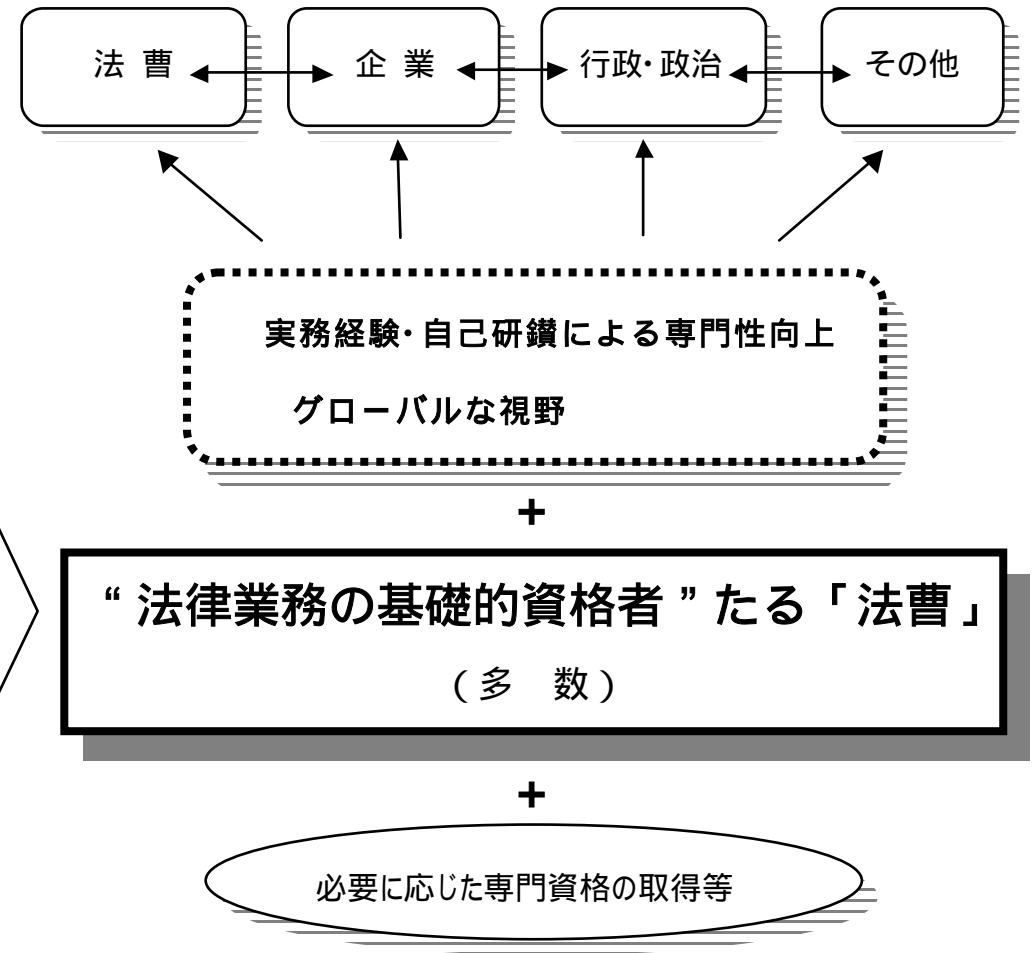 法 曹
企 業
行政・政治
その他
実務経験・自己研鑽による専門性向上
グローバルな視野
+
“法律業務の基礎的資格者”たる「法曹」
（多　数）
+
必要に応じた専門資格の取得等